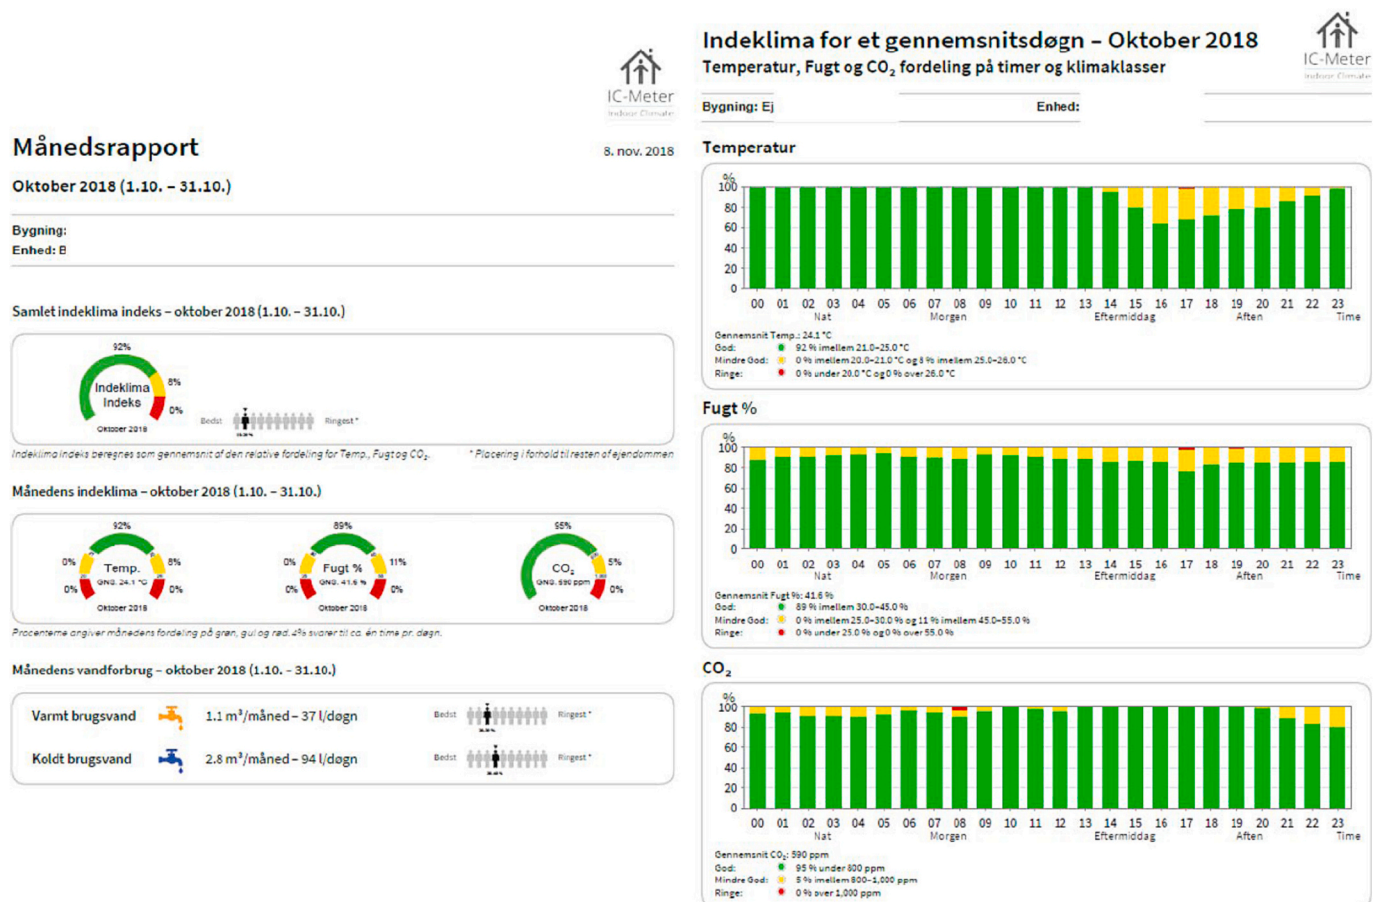 IC-Meter
Indoor Climate
Månedsrapport
8. nov. 2018
Oktober 2018 (1.10. – 31.10.)
Bygning:
Enhed: B
Samlet indeklima indeks – oktober 2018 (1.10. – 31.10.)
92%
8%
0%
Indeklima
Indeks
Oktober 2018
Bedst
Ringest *
Indeklima indeks beregnes som gennemsnit af den relative fordeling for Temp., Fugt og CO₂.
* Placering i forhold til resten af ejendommen
Månedens indeklima – oktober 2018 (1.10. – 31.10.)
92%
0%
8%
Temp.
GNS. 24.1 °C
0%
0%
Oktober 2018
89%
0%
11%
Fugt %
GNS. 41.6 %
0%
0%
Oktober 2018
95%
5%
CO₂
GNS. 590 ppm
0%
Oktober 2018
Procenterne angiver månedens fordeling på grøn, gul og rød. 4% svarer til ca. én time pr. døgn.
Månedens vandforbrug – oktober 2018 (1.10. – 31.10.)
Varmt brugsvand
1.1 m³/måned – 37 l/døgn
Bedst
Ringest *
Koldt brugsvand
2.8 m³/måned – 94 l/døgn
Bedst
Ringest *
Indeklima for et gennemsnitsdøgn – Oktober 2018
Temperatur, Fugt og CO₂ fordeling på timer og klimaklasser
IC-Meter
Indoor Climate
Bygning: Ej
Enhed:
Temperatur
%
100
80
60
40
20
0
00 01 02 03 04 05 06 07 08 09 10 11 12 13 14 15 16 17 18 19 20 21 22 23
Nat Morgen Eftermiddag Aften Time
Gennemsnit Temp.: 24.1 °C
God: 92 % imellem 21.0–25.0 °C
Mindre God: 0 % imellem 20.0–21.0 °C og 8 % imellem 25.0–26.0 °C
Ringe: 0 % under 20.0 °C og 0 % over 26.0 °C
Fugt %
%
100
80
60
40
20
0
00 01 02 03 04 05 06 07 08 09 10 11 12 13 14 15 16 17 18 19 20 21 22 23
Nat Morgen Eftermiddag Aften Time
Gennemsnit Fugt %: 41.6 %
God: 89 % imellem 30.0–45.0 %
Mindre God: 0 % imellem 25.0–30.0 % og 11 % imellem 45.0–55.0 %
Ringe: 0 % under 25.0 % og 0 % over 55.0 %
CO₂
%
100
80
60
40
20
0
00 01 02 03 04 05 06 07 08 09 10 11 12 13 14 15 16 17 18 19 20 21 22 23
Nat Morgen Eftermiddag Aften Time
Gennemsnit CO₂: 590 ppm
God: 95 % under 800 ppm
Mindre God: 5 % imellem 800–1,000 ppm
Ringe: 0 % over 1,000 ppm